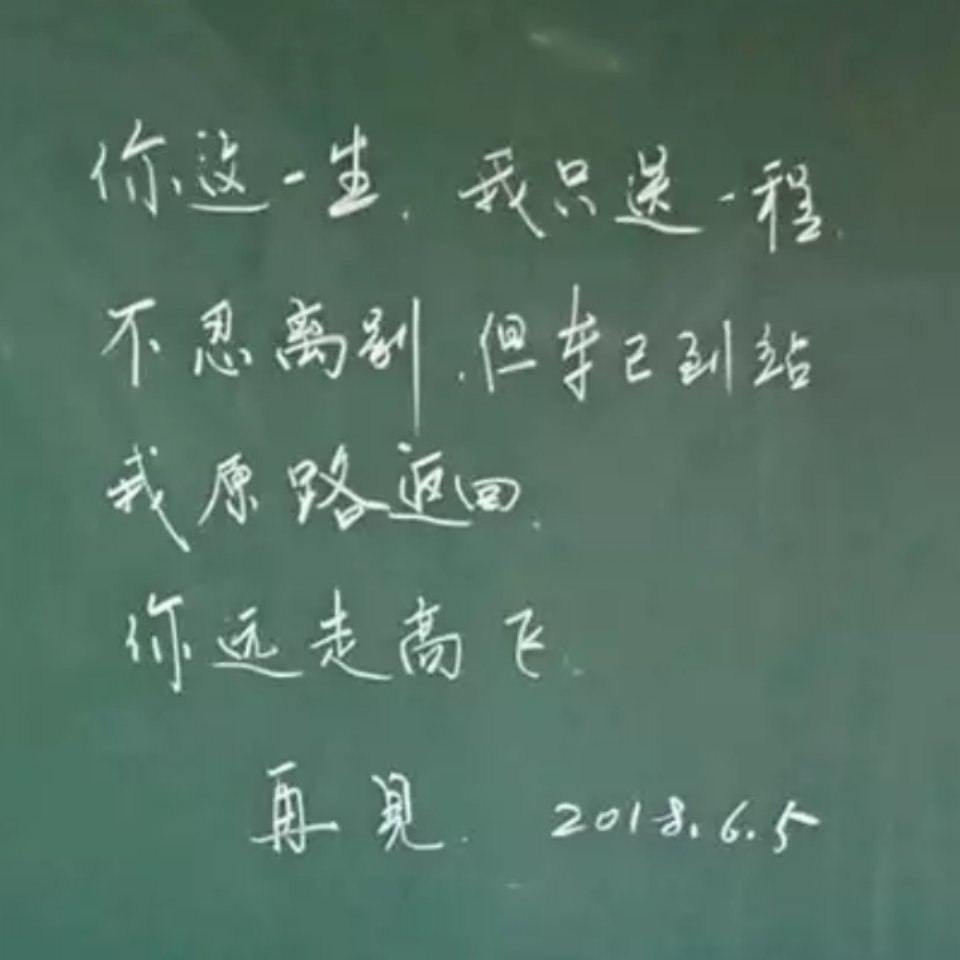 你这一生,我只送一程.
不忍离别,但车已到站
我原路返回.
你远走高飞.
再見. 2018.6.5